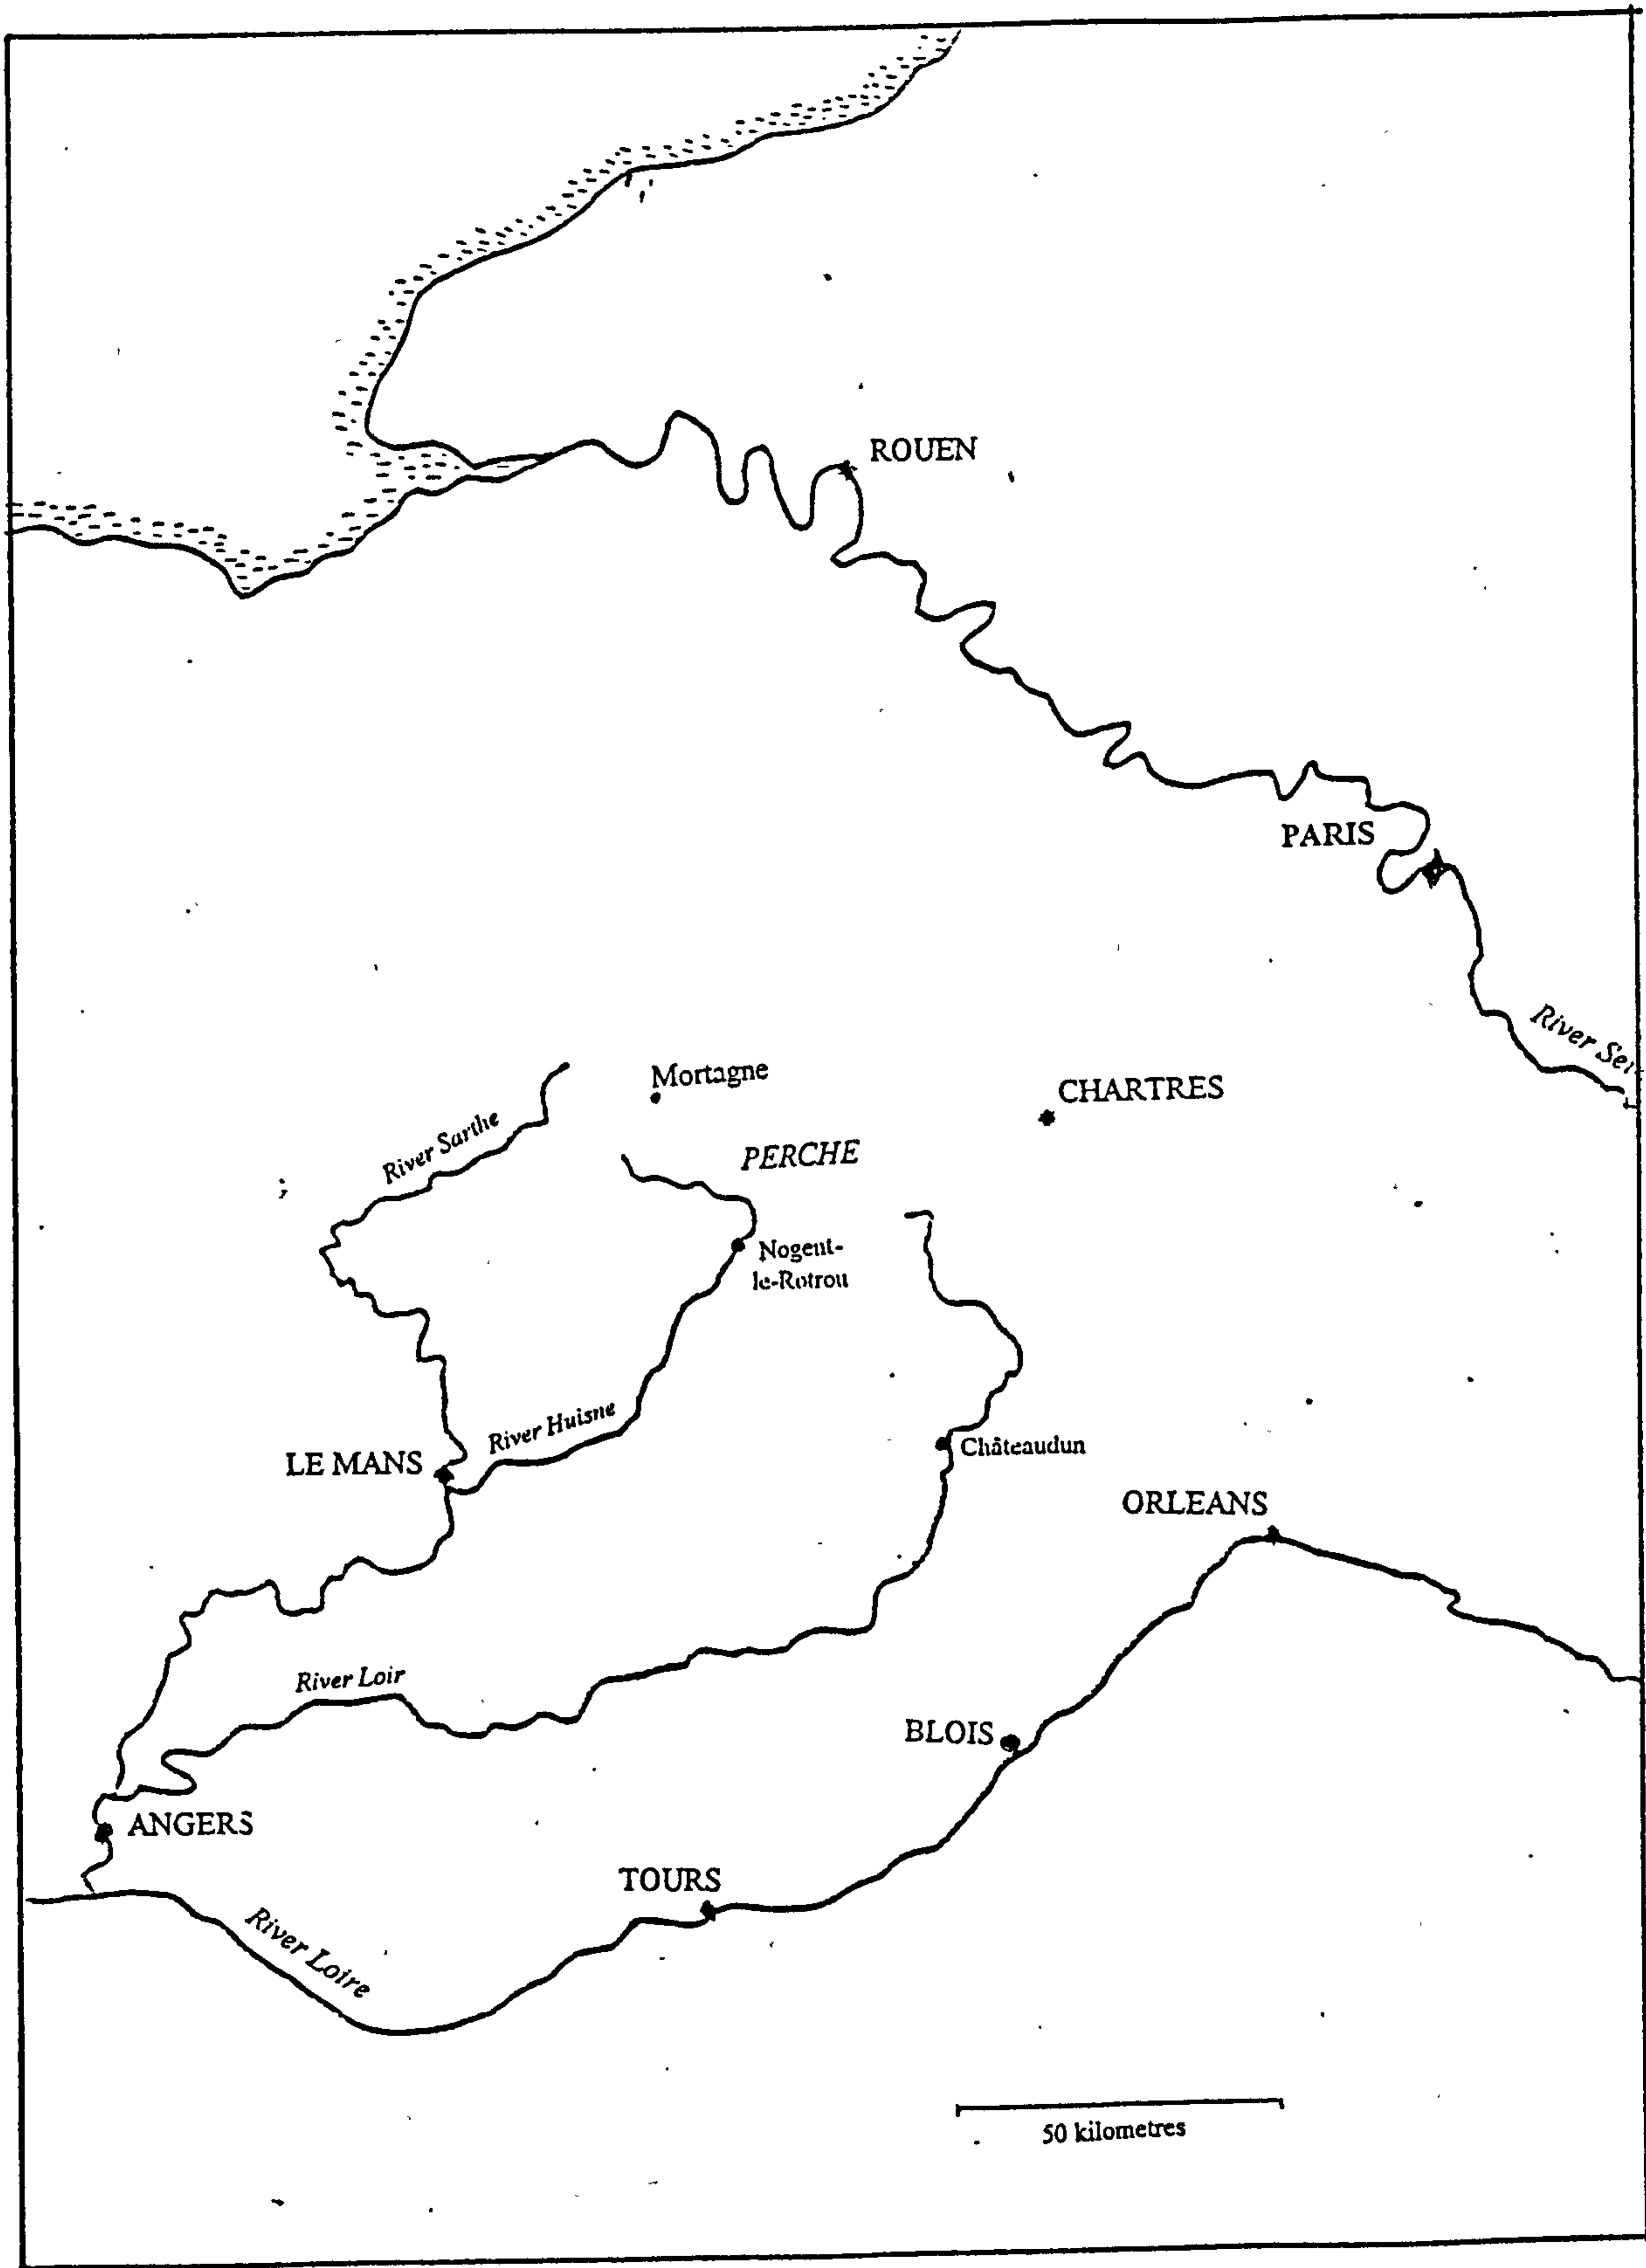 ROUEN
PARIS
River Sei
Mortagne
CHARTRES
River Sarthe
PERCHE
Nogent-
le-Rotrou
River Huisne
LE MANS
Châteaudun
ORLEANS
River Loir
BLOIS
ANGERS
TOURS
River Loire
50 kilometres